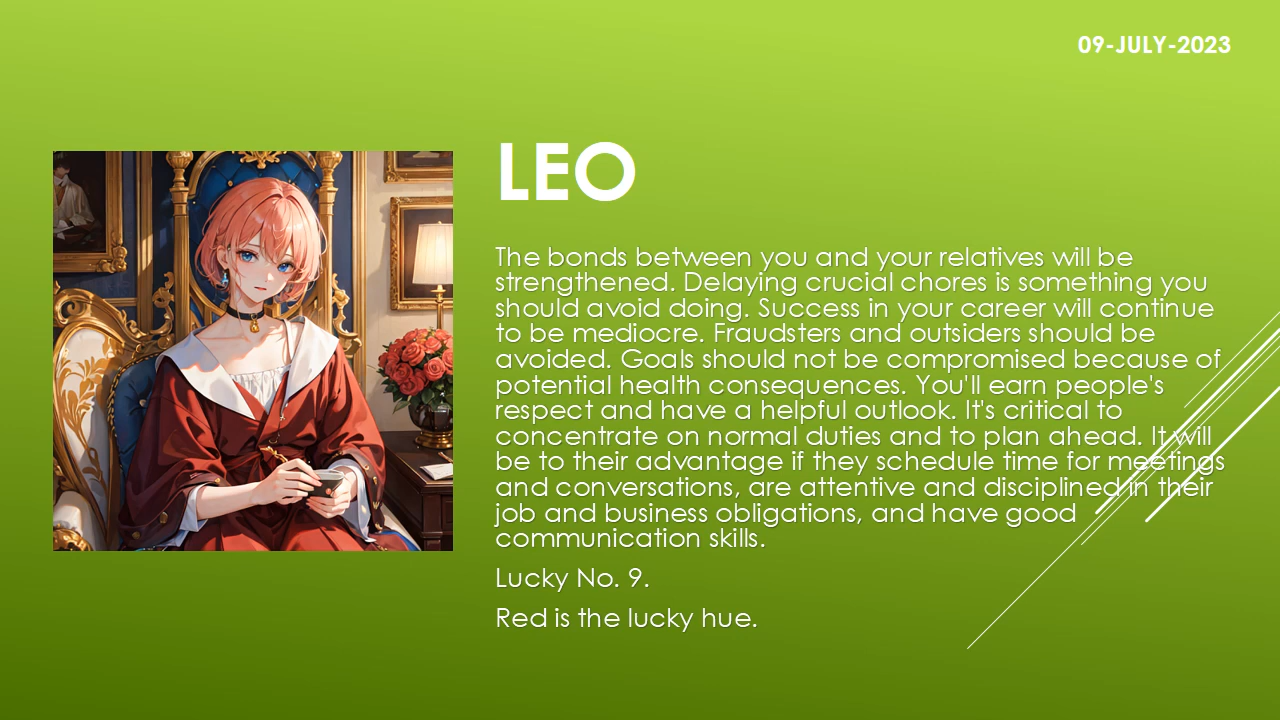 09-JULY-2023
LEO
The bonds between you and your relatives will be
strengthened. Delaying crucial chores is something you
should avoid doing. Success in your career will continue
to be mediocre. Fraudsters and outsiders should be
avoided. Goals should not be compromised because of
potential health consequences. You'll earn people's
respect and have a helpful outlook. It's critical to
concentrate on normal duties and to plan ahead. It will
be to their advantage if they schedule time for meetings
and conversations, are attentive and disciplined in their
job and business obligations, and have good
communication skills.
Lucky No. 9.
Red is the lucky hue.